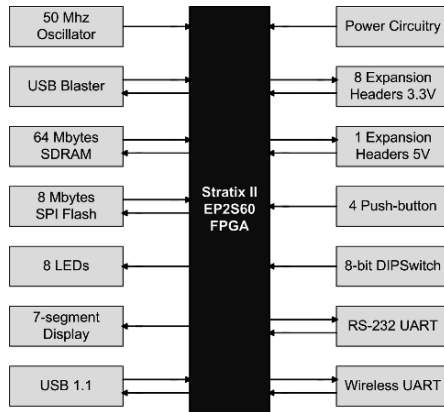 50 Mhz
Oscillator
USB Blaster
64 Mbytes
SDRAM
8 Mbytes
SPI Flash
8 LEDs
7-segment
Display
USB 1.1
Stratix II
EP2S60
FPGA
Power Circuitry
8 Expansion
Headers 3.3V
1 Expansion
Headers 5V
4 Push-button
8-bit DIPSwitch
RS-232 UART
Wireless UART